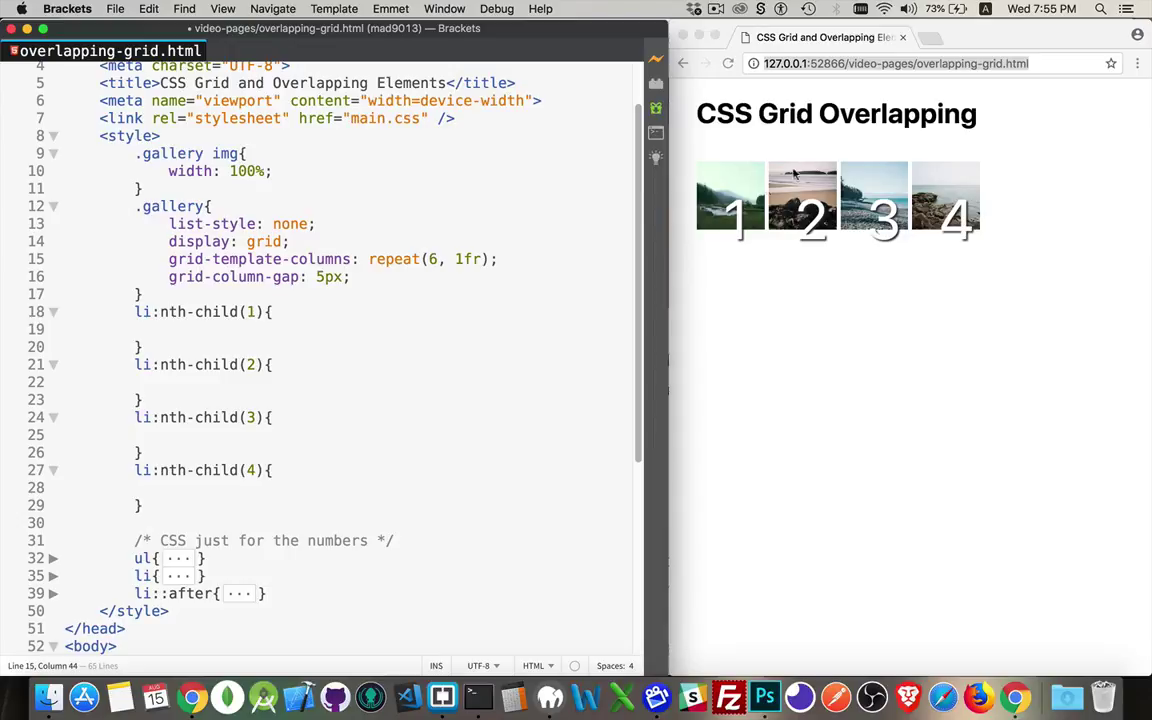 Brackets File Edit Find View Navigate Template Emmet Window Debug Help
73% A Wed 7:55 PM
• video-pages/overlapping-grid.html (mad9013) — Brackets
overlapping-grid.html
4 <meta charset="UTF-8">
5 <title>CSS Grid and Overlapping Elements</title>
6 <meta name="viewport" content="width=device-width">
7 <link rel="stylesheet" href="main.css" />
8 <style>
9 .gallery img{
10 width: 100%;
11 }
12 .gallery{
13 list-style: none;
14 display: grid;
15 grid-template-columns: repeat(6, 1fr);
16 grid-column-gap: 5px;
17 }
18 li:nth-child(1){
19
20 }
21 li:nth-child(2){
22
23 }
24 li:nth-child(3){
25
26 }
27 li:nth-child(4){
28
29 }
30
31 /* CSS just for the numbers */
32 ul{ ... }
35 li{ ... }
39 li::after{ ... }
50 </style>
51 </head>
52 <body>
Line 15, Column 44 — 65 Lines
INS UTF-8 HTML Spaces: 4
CSS Grid and Overlapping Ele
127.0.0.1:52866/video-pages/overlapping-grid.html
CSS Grid Overlapping
1 2 3 4
AUG
15